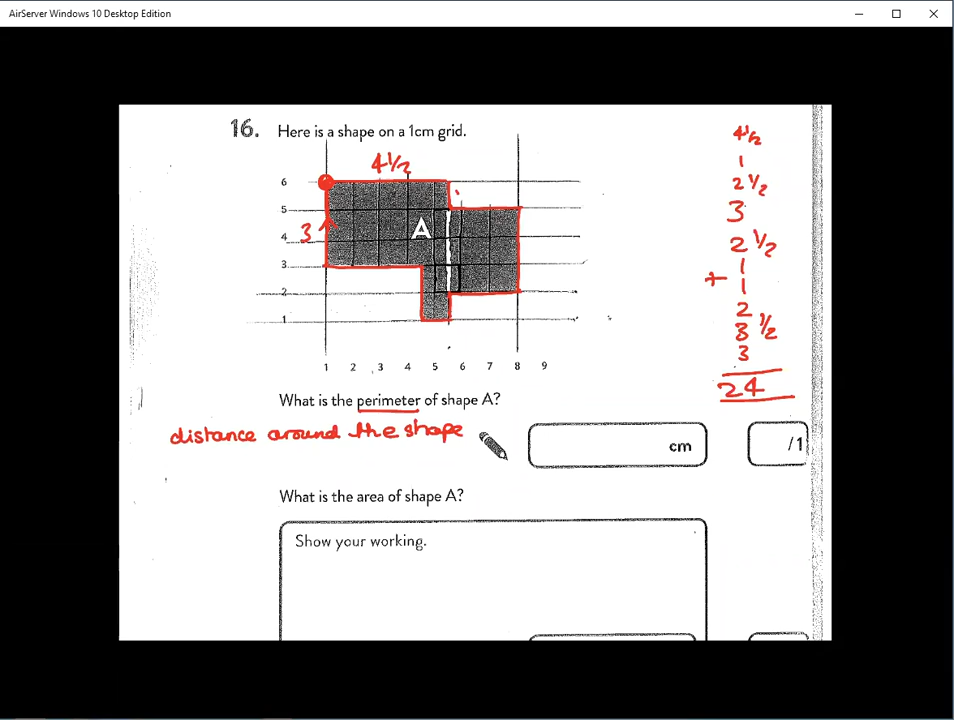 AirServer Windows 10 Desktop Edition
16. Here is a shape on a 1cm grid.
4½
6
5
4
3
2
1
3
A
1 2 3 4 5 6 7 8 9
4½
1
2½
3
2½
1
+ 1
2
3½
3
24
What is the perimeter of shape A?
distance around the shape
cm
/1
What is the area of shape A?
Show your working.